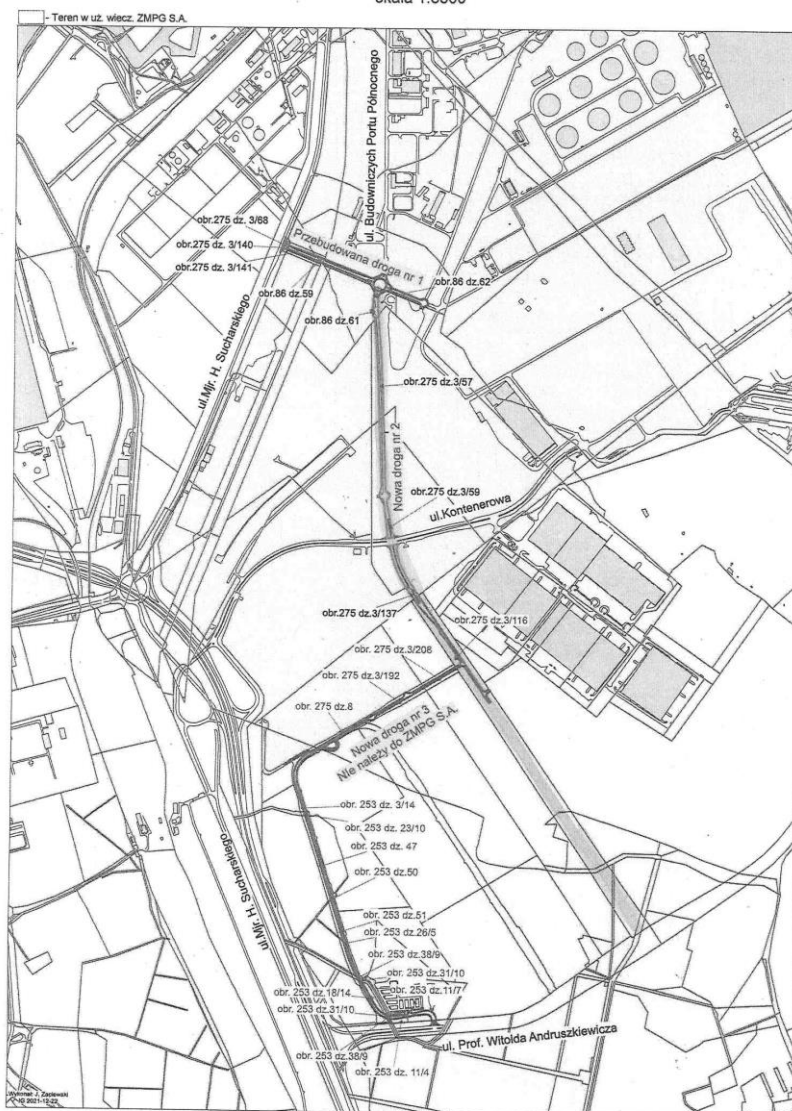 skala 1:8000
- Teren w uż. wiecz. ZMPG S.A.
ul. Budowniczych Portu Północnego
obr.275 dz. 3/68
obr.275 dz. 3/140
obr.275 dz. 3/141
Przebudowana droga nr 1
obr.86 dz.62
obr.86 dz.59
obr.86 dz.61
ul.Mjr. H. Sucharskiego
obr.275 dz.3/57
Nowa droga nr 2
obr.275 dz.3/59
ul.Kontenerowa
obr.275 dz.3/137
obr.275 dz.3/116
obr.275 dz.3/208
obr. 275 dz.3/192
obr. 275 dz.8
Nowa droga nr 3
Nie należy do ZMPG S.A.
obr. 253 dz. 3/14
obr. 253 dz. 23/10
obr. 253 dz. 47
obr. 253 dz.50
ul.Mjr. H. Sucharskiego
obr. 253 dz.51
obr. 253 dz.26/5
obr. 253 dz.38/9
obr. 253 dz.31/10
obr. 253 dz.11/7
obr. 253 dz.18/14
obr. 253 dz.31/10
ul. Prof. Witolda Andruszkiewicza
obr. 253 dz.38/9
obr. 253 dz. 11/4
Wykonał: J. Zaciewski
IG 2021-12-22